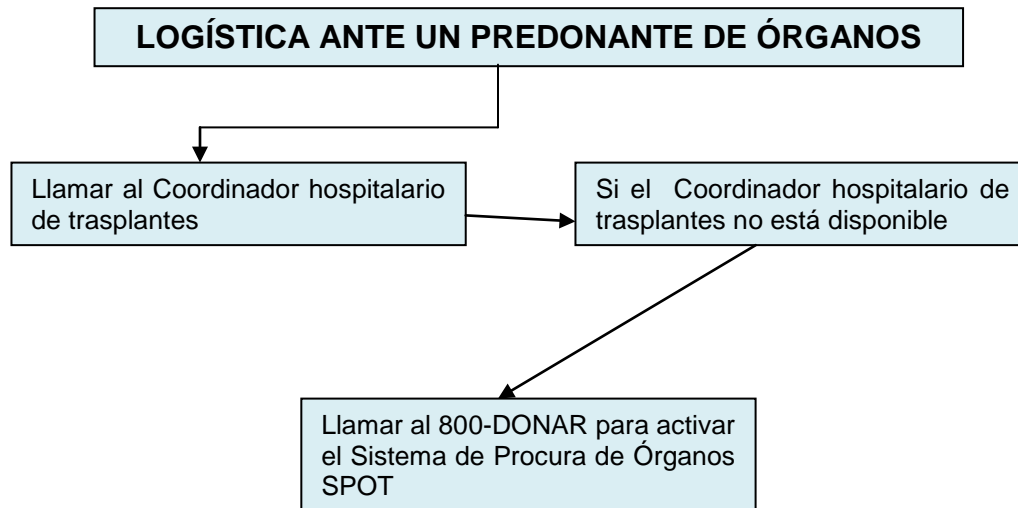 LOGÍSTICA ANTE UN PREDONANTE DE ÓRGANOS
Llamar al Coordinador hospitalario
de trasplantes
Si el Coordinador hospitalario de
trasplantes no está disponible
Llamar al 800-DONAR para activar
el Sistema de Procura de Órganos
SPOT